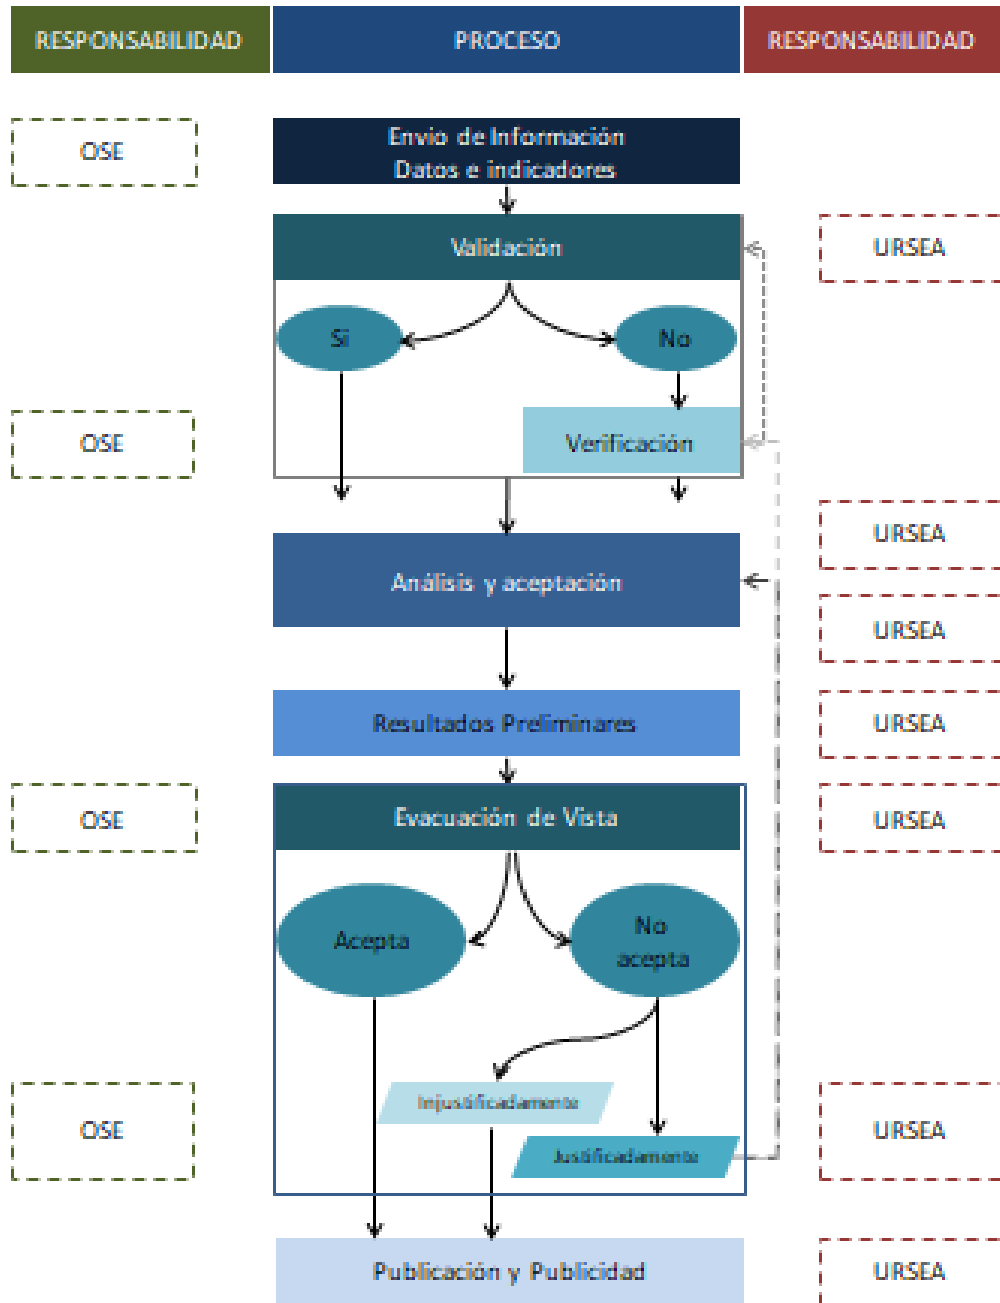 RESPONSABILIDAD
PROCESO
RESPONSABILIDAD
OSE
Envío de Información
Datos e indicadores
Validación
URSEA
Si
No
OSE
Verificación
URSEA
Análisis y aceptación
URSEA
Resultados Preliminares
URSEA
OSE
Evacuación de Vista
URSEA
Acepta
No
acepta
Injustificadamente
OSE
URSEA
Justificadamente
Publicación y Publicidad
URSEA